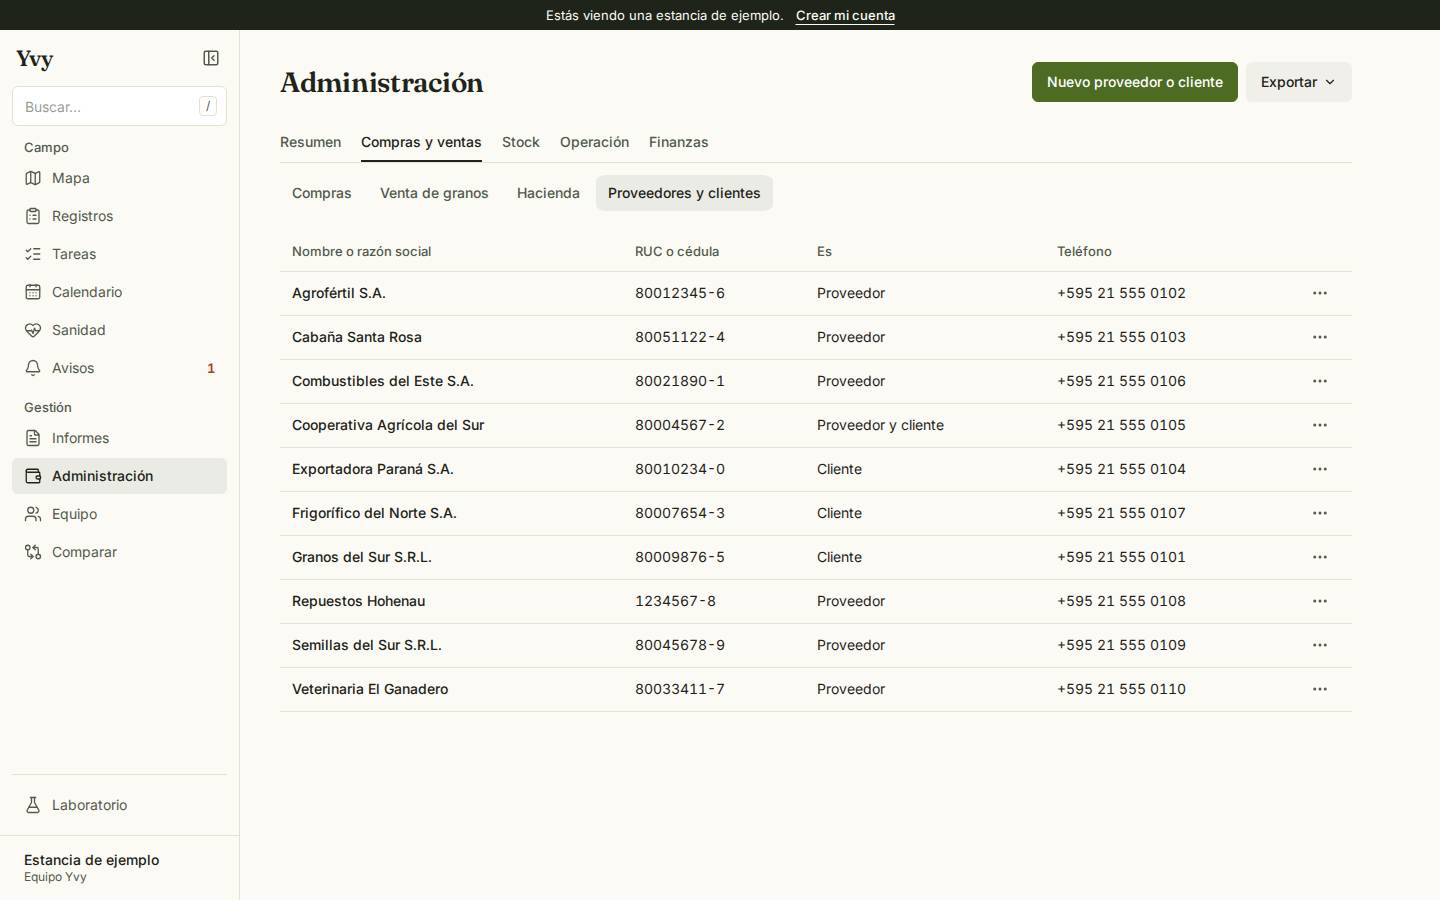 Estás viendo una estancia de ejemplo. Crear mi cuenta
Yvy
Buscar... /
Campo
Mapa
Registros
Tareas
Calendario
Sanidad
Avisos 1
Gestión
Informes
Administración
Equipo
Comparar
Laboratorio
Estancia de ejemplo
Equipo Yvy
Administración
Nuevo proveedor o cliente Exportar
Resumen Compras y ventas Stock Operación Finanzas
Compras Venta de granos Hacienda Proveedores y clientes
Nombre o razón social RUC o cédula Es Teléfono
Agrofértil S.A. 80012345-6 Proveedor +595 21 555 0102
Cabaña Santa Rosa 80051122-4 Proveedor +595 21 555 0103
Combustibles del Este S.A. 80021890-1 Proveedor +595 21 555 0106
Cooperativa Agrícola del Sur 80004567-2 Proveedor y cliente +595 21 555 0105
Exportadora Paraná S.A. 80010234-0 Cliente +595 21 555 0104
Frigorífico del Norte S.A. 80007654-3 Cliente +595 21 555 0107
Granos del Sur S.R.L. 80009876-5 Cliente +595 21 555 0101
Repuestos Hohenau 1234567-8 Proveedor +595 21 555 0108
Semillas del Sur S.R.L. 80045678-9 Proveedor +595 21 555 0109
Veterinaria El Ganadero 80033411-7 Proveedor +595 21 555 0110